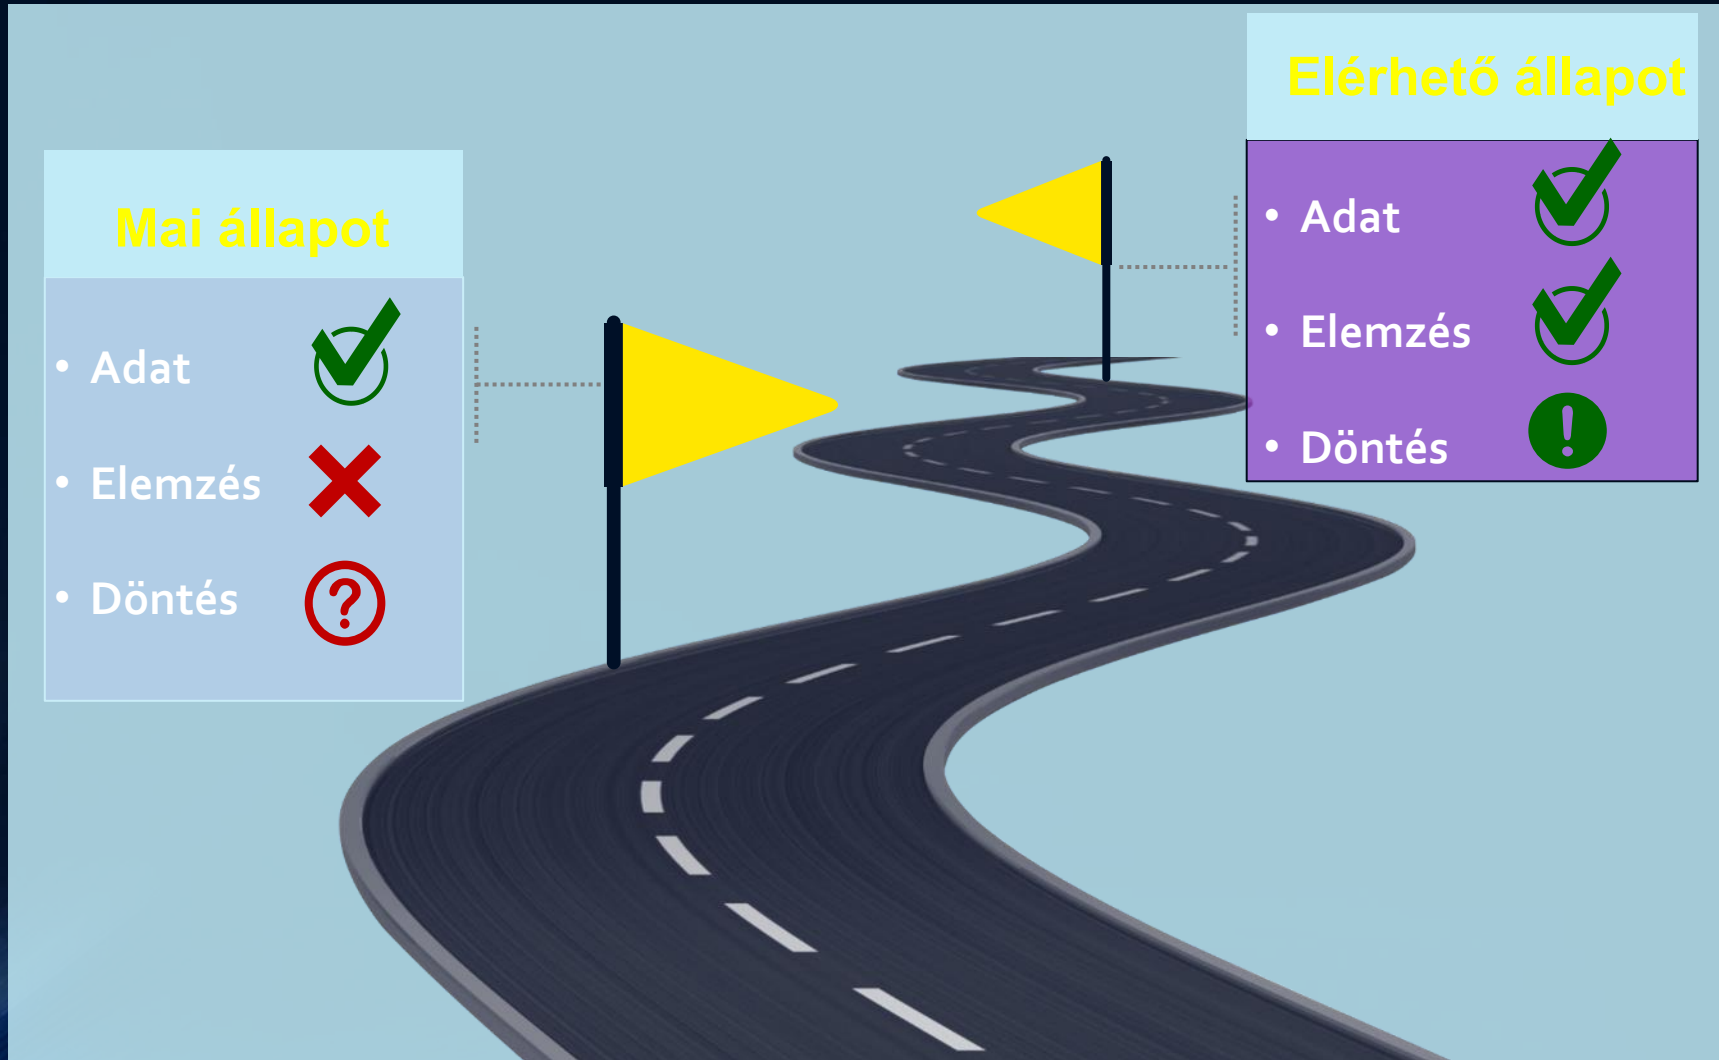 Mai állapot
• Adat
• Elemzés
• Döntés
Elérhető állapot
• Adat
• Elemzés
• Döntés